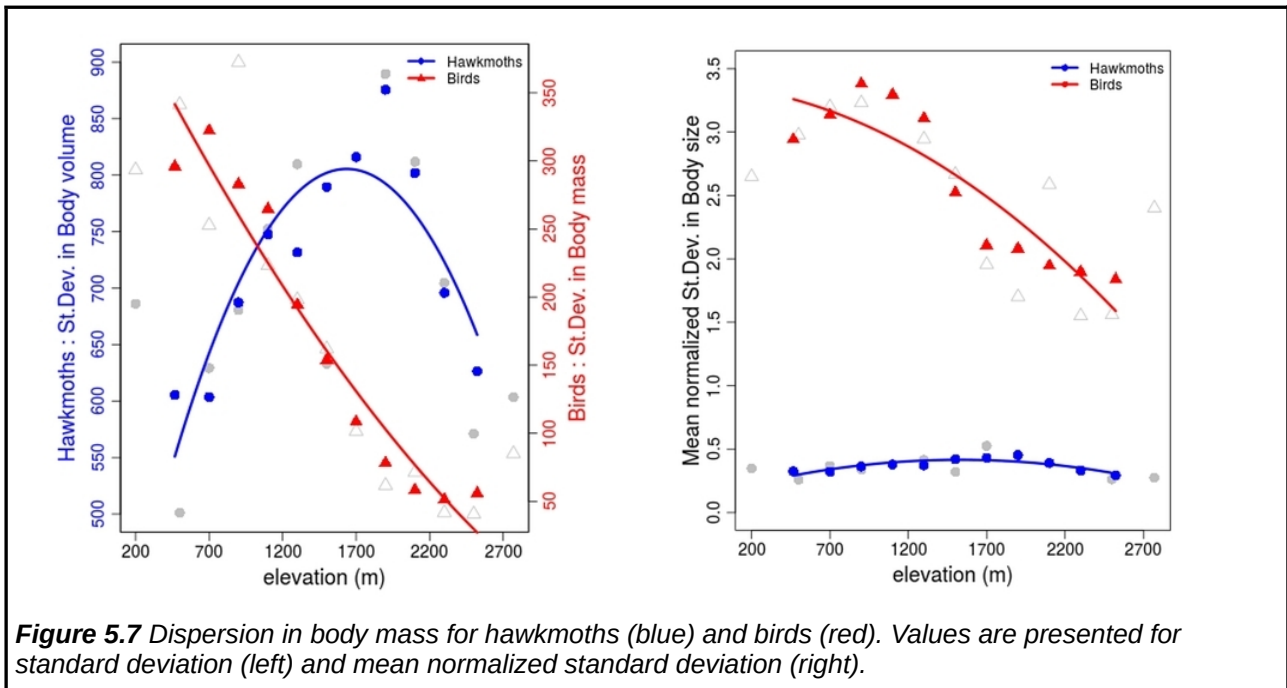 Hawkmoths : St.Dev. in Body volume
900
850
800
750
700
650
600
550
500
Hawkmoths
Birds
350
300
250
200
150
100
50
Birds : St.Dev. in Body mass
200 700 1200 1700 2200 2700
elevation (m)
Mean normalized St.Dev. in Body size
3.5
3.0
2.5
2.0
1.5
1.0
0.5
0.0
Hawkmoths
Birds
200 700 1200 1700 2200 2700
elevation (m)
Figure 5.7 Dispersion in body mass for hawkmoths (blue) and birds (red). Values are presented for
standard deviation (left) and mean normalized standard deviation (right).